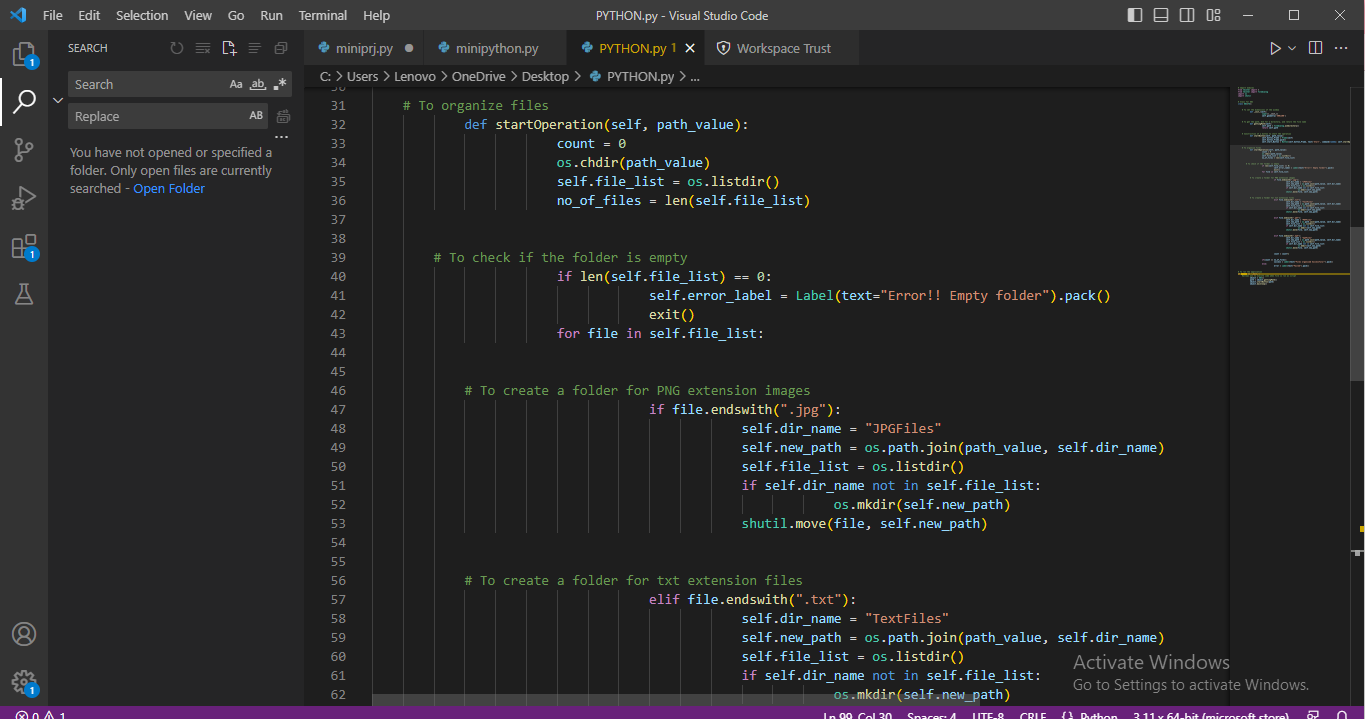 File Edit Selection View Go Run Terminal Help PYTHON.py - Visual Studio Code
SEARCH
miniprj.py
minipython.py
PYTHON.py 1
Workspace Trust
C: > Users > Lenovo > OneDrive > Desktop > PYTHON.py > ...
Search Aa ab
Replace AB
You have not opened or specified a
folder. Only open files are currently
searched - Open Folder
1
1
1
31 # To organize files
32 def startOperation(self, path_value):
33 count = 0
34 os.chdir(path_value)
35 self.file_list = os.listdir()
36 no_of_files = len(self.file_list)
37
38
39 # To check if the folder is empty
40 if len(self.file_list) == 0:
41 self.error_label = Label(text="Error!! Empty folder").pack()
42 exit()
43 for file in self.file_list:
44
45
46 # To create a folder for PNG extension images
47 if file.endswith(".jpg"):
48 self.dir_name = "JPGFiles"
49 self.new_path = os.path.join(path_value, self.dir_name)
50 self.file_list = os.listdir()
51 if self.dir_name not in self.file_list:
52 os.mkdir(self.new_path)
53 shutil.move(file, self.new_path)
54
55
56 # To create a folder for txt extension files
57 elif file.endswith(".txt"):
58 self.dir_name = "TextFiles"
59 self.new_path = os.path.join(path_value, self.dir_name)
60 self.file_list = os.listdir()
61 if self.dir_name not in self.file_list:
62 os.mkdir(self.new_path)
Activate Windows
Go to Settings to activate Windows.
0 1 Ln 99, Col 30 Spaces: 4 UTF-8 CRLF {} Python 3.11.x 64-bit (microsoft store)